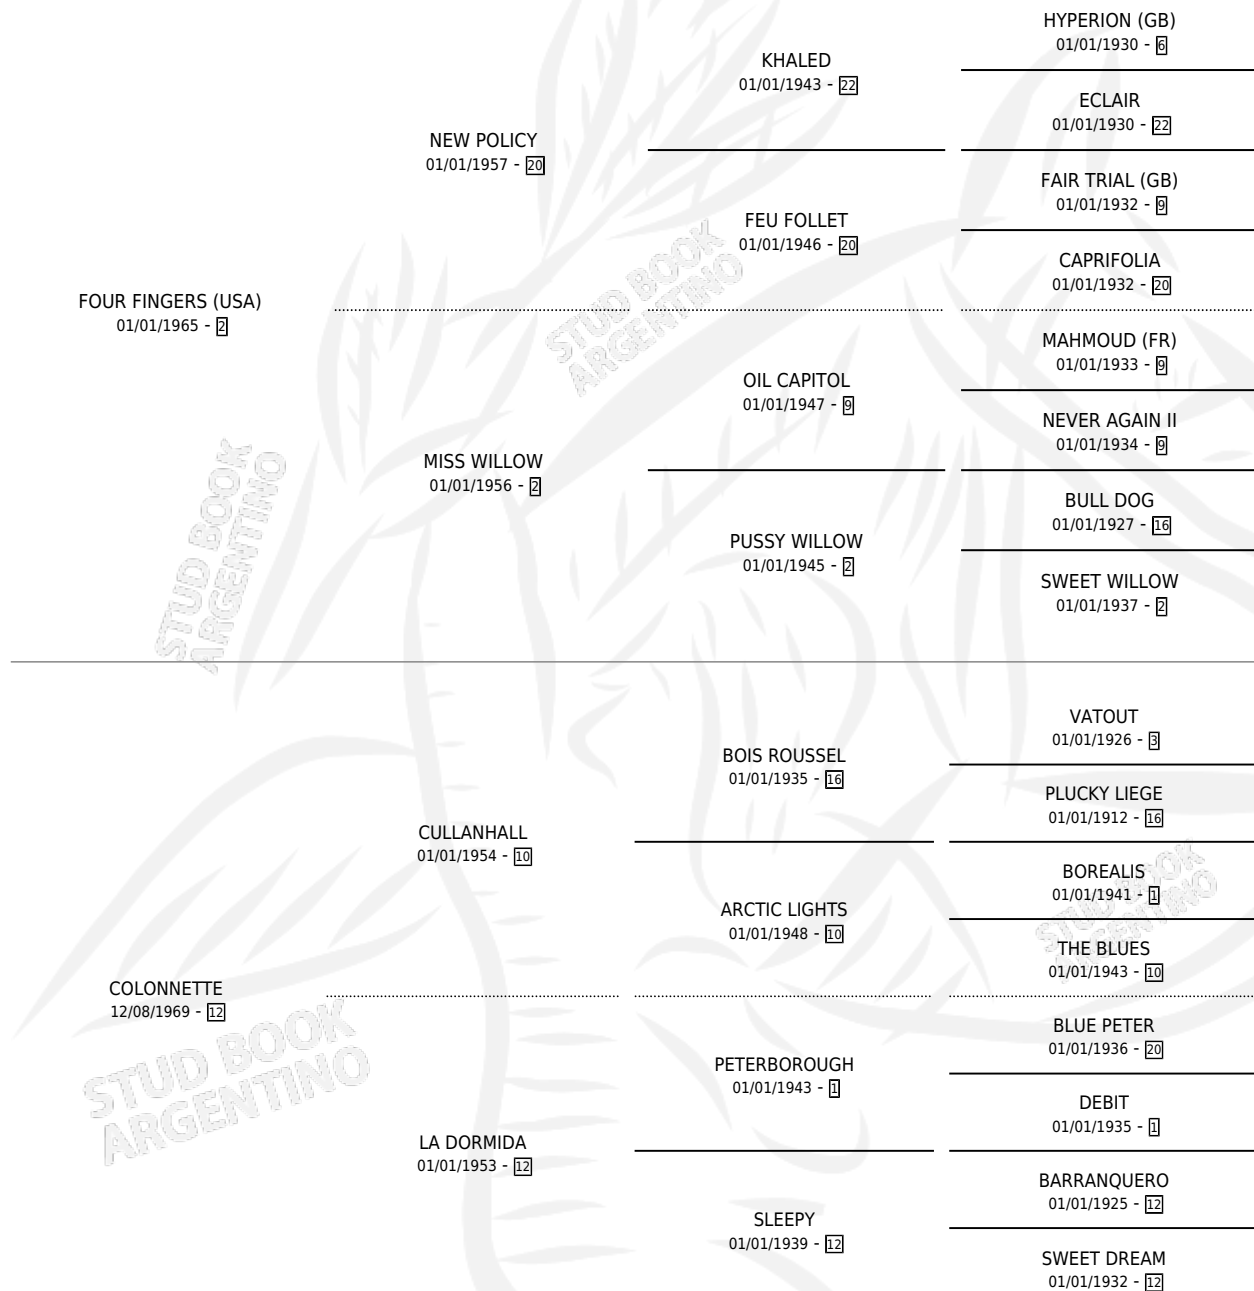 HYPERION (GB)
01/01/1930 - 6
KHALED
01/01/1943 - 22
ECLAIR
01/01/1930 - 22
NEW POLICY
01/01/1957 - 20
FAIR TRIAL (GB)
01/01/1932 - 9
FEU FOLLET
01/01/1946 - 20
CAPRIFOLIA
01/01/1932 - 20
FOUR FINGERS (USA)
01/01/1965 - 2
MAHMOUD (FR)
01/01/1933 - 9
OIL CAPITOL
01/01/1947 - 9
NEVER AGAIN II
01/01/1934 - 9
MISS WILLOW
01/01/1956 - 2
BULL DOG
01/01/1927 - 16
PUSSY WILLOW
01/01/1945 - 2
SWEET WILLOW
01/01/1937 - 2
VATOUT
01/01/1926 - 3
BOIS ROUSSEL
01/01/1935 - 16
PLUCKY LIEGE
01/01/1912 - 16
CULLANHALL
01/01/1954 - 10
BOREALIS
01/01/1941 - 1
ARCTIC LIGHTS
01/01/1948 - 10
THE BLUES
01/01/1943 - 10
COLONNETTE
12/08/1969 - 12
BLUE PETER
01/01/1936 - 20
PETERBOROUGH
01/01/1943 - 1
DEBIT
01/01/1935 - 1
LA DORMIDA
01/01/1953 - 12
BARRANQUERO
01/01/1925 - 12
SLEEPY
01/01/1939 - 12
SWEET DREAM
01/01/1932 - 12
STUD BOOK
ARGENTINO
STUD BOOK
ARGENTINO
STUD BOOK
ARGENTINO
STUD BOOK
ARGENTINO